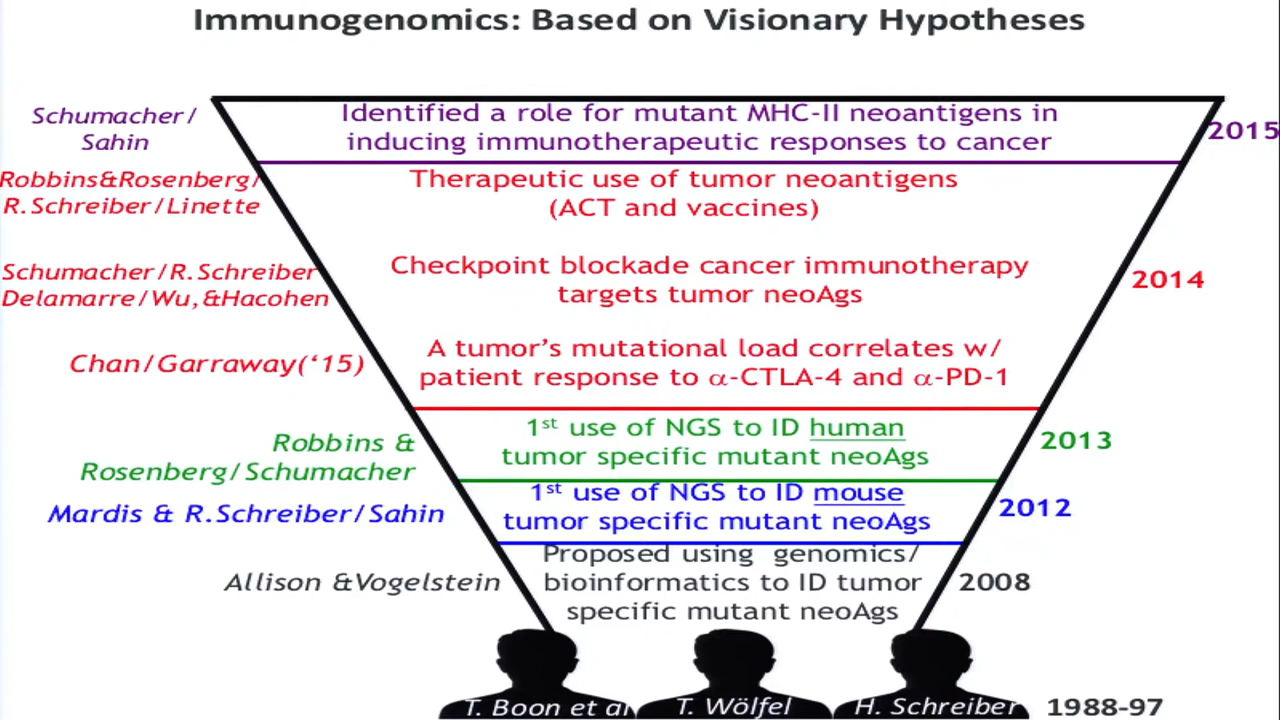 Immunogenomics: Based on Visionary Hypotheses
Schumacher/
Sahin
Identified a role for mutant MHC-II neoantigens in
inducing immunotherapeutic responses to cancer
2015
Robbins&Rosenberg/
R.Schreiber/Linette
Therapeutic use of tumor neoantigens
(ACT and vaccines)
Schumacher/R.Schreiber
Delamarre/Wu,&Hacohen
Checkpoint blockade cancer immunotherapy
targets tumor neoAgs
2014
Chan/Garraway(‘15)
A tumor’s mutational load correlates w/
patient response to α-CTLA-4 and α-PD-1
Robbins &
Rosenberg/Schumacher
1st use of NGS to ID human
tumor specific mutant neoAgs
2013
Mardis & R.Schreiber/Sahin
1st use of NGS to ID mouse
tumor specific mutant neoAgs
2012
Allison &Vogelstein
Proposed using genomics/
bioinformatics to ID tumor
specific mutant neoAgs
2008
T. Boon et al
T. Wölfel
H. Schreiber
1988-97